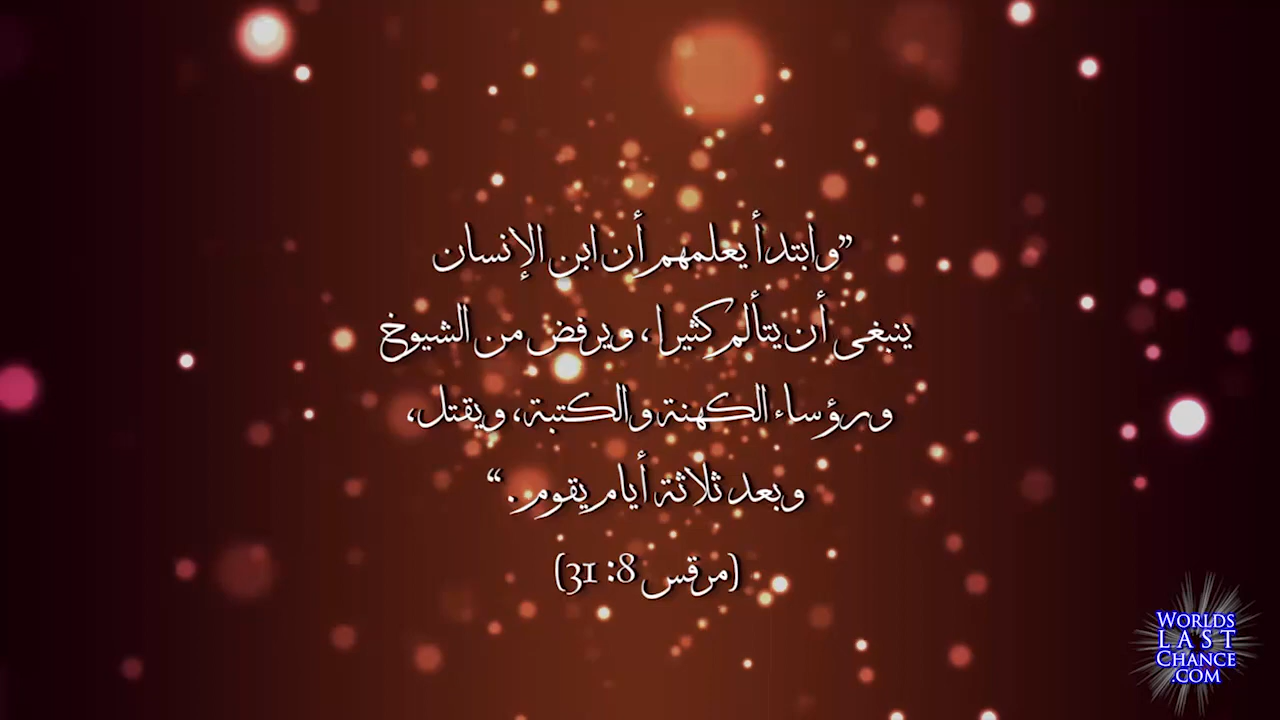 ”وابتدأ يعلمهم أن ابن الإنسان
ينبغي أن يتألم كثيرا، ويرفض من الشيوخ
ورؤساء الكهنة والكتبة، ويقتل،
وبعد ثلاثة أيام يقوم.“
(مرقس 8: 31)
WORLDS
LAST
CHANCE
.COM